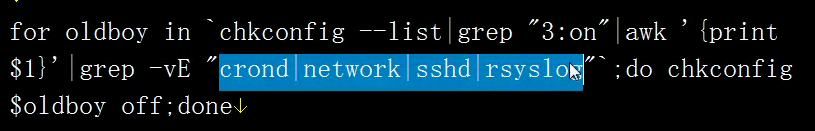 for oldboy in `chkconfig --list|grep "3:on"|awk '{print
$1}'|grep -vE "crond|network|sshd|rsyslog"`;do chkconfig
$oldboy off;done↓